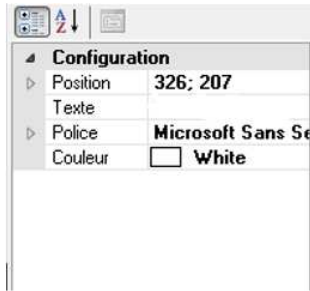 Configuration
Position 326; 207
Texte
Police Microsoft Sans Se
Couleur White